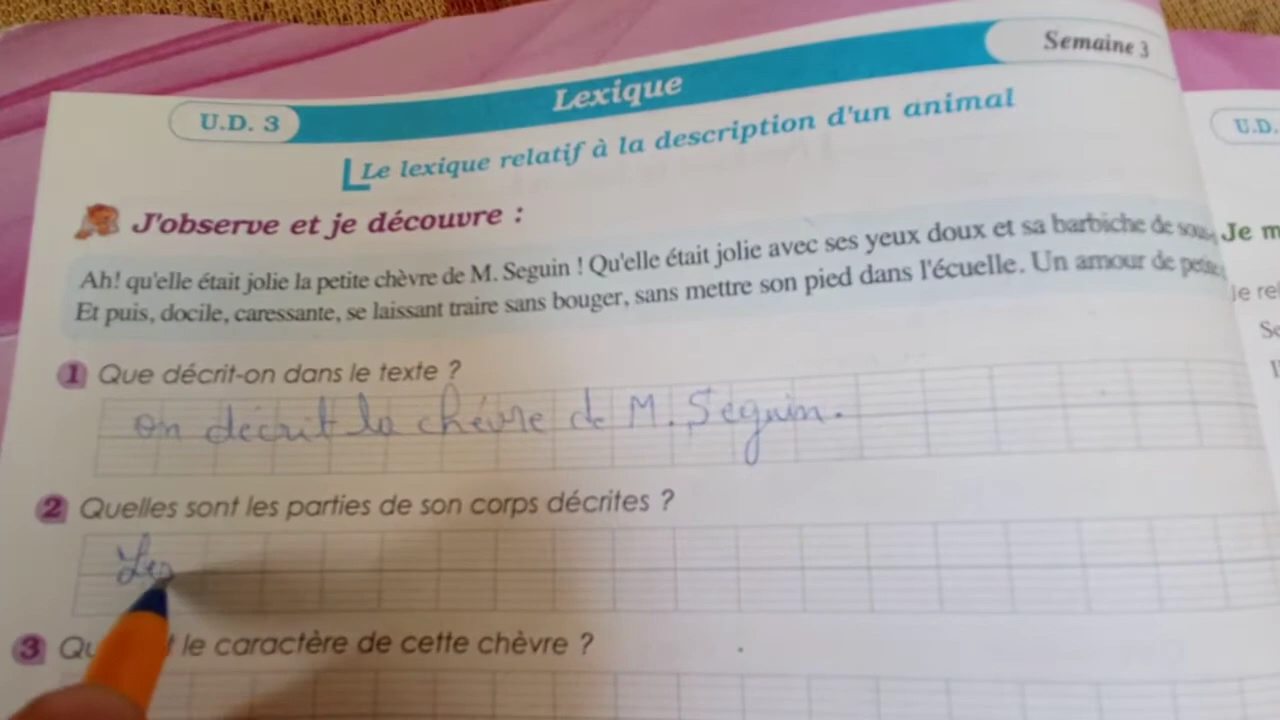 Semaine 3
Lexique
U.D. 3
U.D.
Le lexique relatif à la description d'un animal
J'observe et je découvre :
Je m
Ah! qu'elle était jolie la petite chèvre de M. Seguin ! Qu'elle était jolie avec ses yeux doux et sa barbiche de
Je rel
Et puis, docile, caressante, se laissant traire sans bouger, sans mettre son pied dans l'écuelle. Un amour de petite
1 Que décrit-on dans le texte ?
on décrit la chèvre de M. Seguin.
2 Quelles sont les parties de son corps décrites ?
Les
3 le caractère de cette chèvre ?